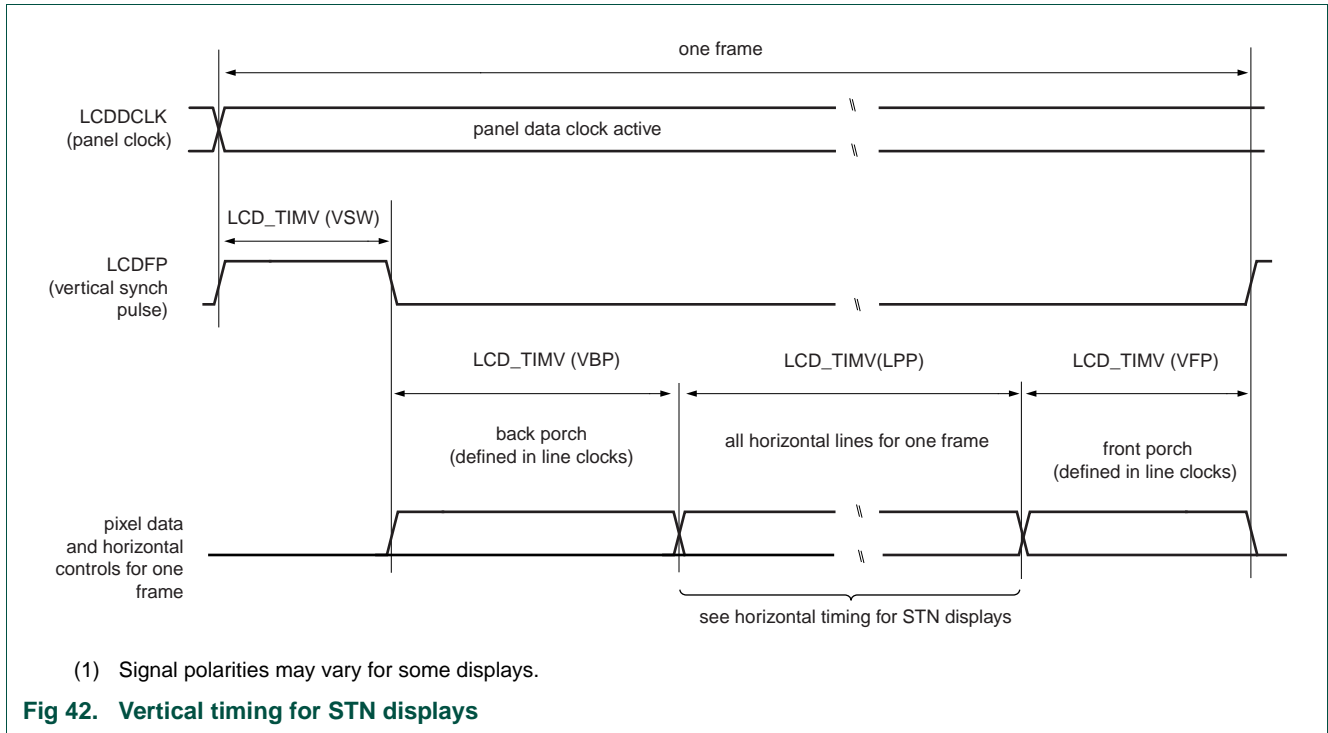 one frame
LCDDCLK
(panel clock)
panel data clock active
LCD_TIMV (VSW)
LCDFP
(vertical synch
pulse)
LCD_TIMV (VBP)
LCD_TIMV(LPP)
LCD_TIMV (VFP)
back porch
(defined in line clocks)
all horizontal lines for one frame
front porch
(defined in line clocks)
pixel data
and horizontal
controls for one
frame
see horizontal timing for STN displays
(1) Signal polarities may vary for some displays.
Fig 42. Vertical timing for STN displays